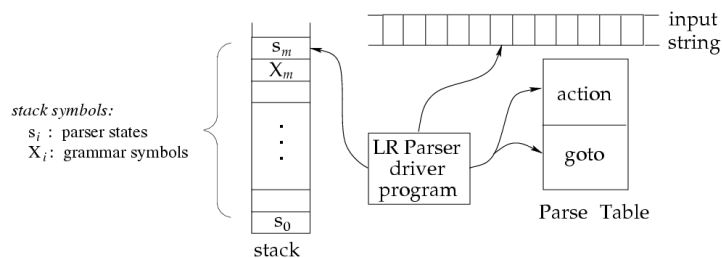 stack symbols:
s_i : parser states
X_i : grammar symbols
s_m
X_m
s_0
stack
LR Parser
driver
program
input
string
action
goto
Parse Table